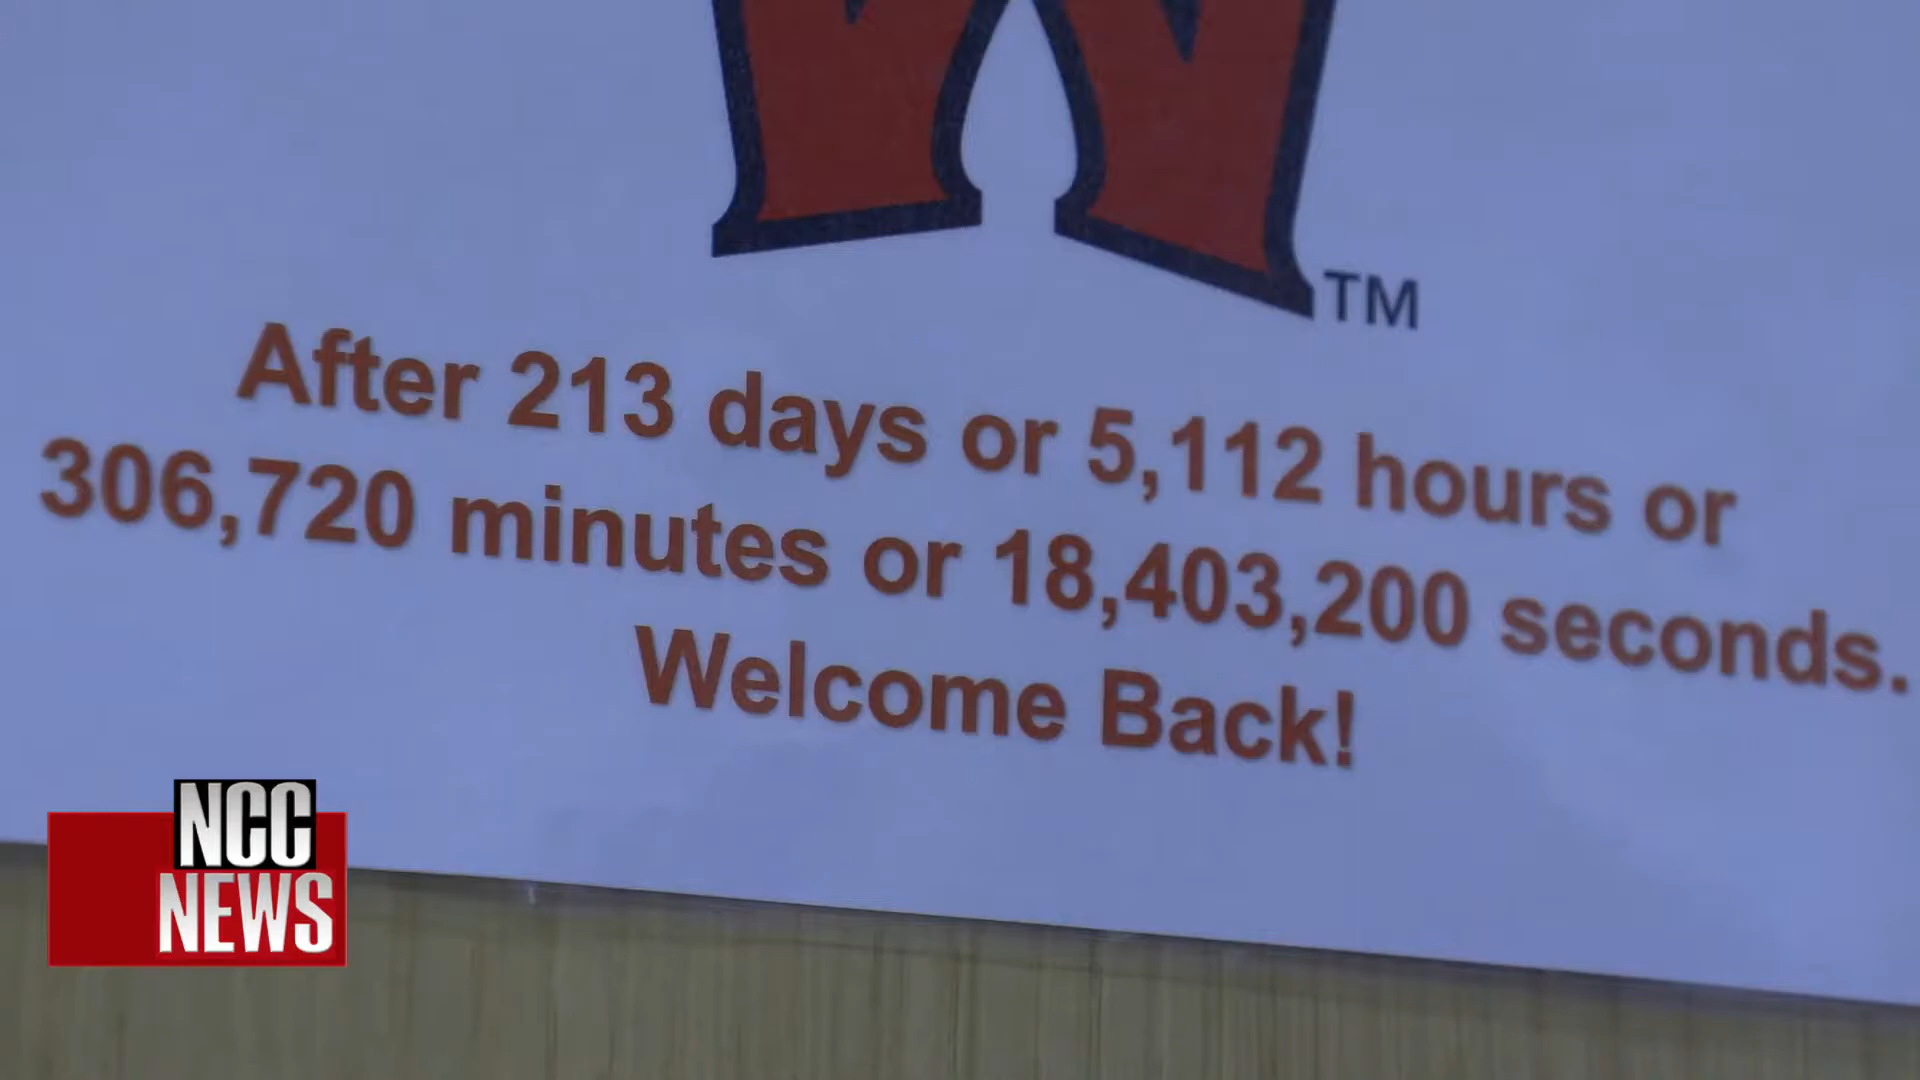 TM
After 213 days or 5,112 hours or
306,720 minutes or 18,403,200 seconds.
Welcome Back!
NCC
NEWS